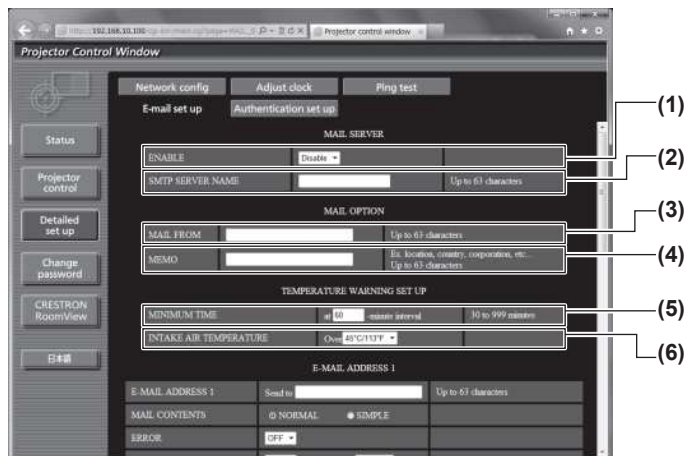 Projector control window
Projector Control Window
Network config Adjust clock Ping test
E-mail set up Authentication set up
Status
Projector control
Detailed set up
Change password
CRESTRON RoomView
日本語
MAIL SERVER
ENABLE Disable (1)
SMTP SERVER NAME Up to 63 characters (2)
MAIL OPTION
MAIL FROM Up to 63 characters (3)
MEMO Ex. location, country, corporation, etc... (4)
Up to 63 characters
TEMPERATURE WARNING SET UP
MINIMUM TIME at 60 -minute interval 30 to 999 minutes (5)
INTAKE AIR TEMPERATURE Over 45°C/113°F (6)
E-MAIL ADDRESS 1
E-MAIL ADDRESS 1 Send to Up to 63 characters
MAIL CONTENTS NORMAL SIMPLE
ERROR OFF